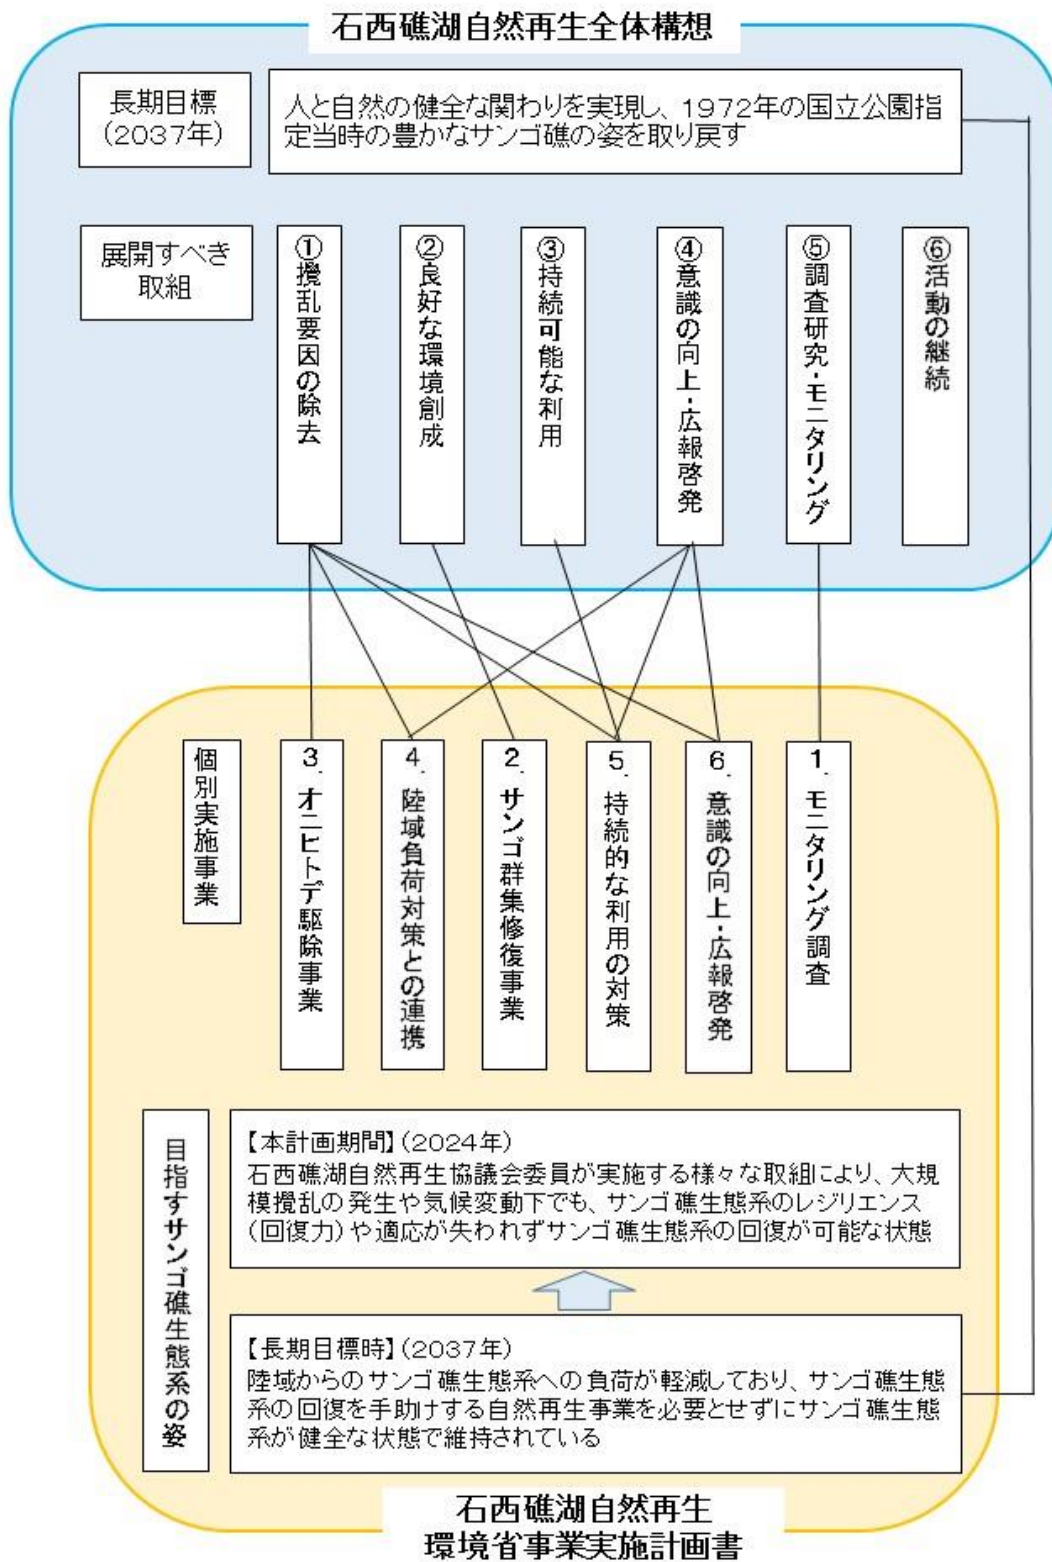 石西礁湖自然再生全体構想
長期目標
(2037年)
人と自然の健全な関わりを実現し、1972年の国立公園指
定当時の豊かなサンゴ礁の姿を取り戻す
展開すべき
取組
①攪乱要因の除去
②良好な環境創成
③持続可能な利用
④意識の向上・広報啓発
⑤調査研究・モニタリング
⑥活動の継続
個別実施事業
3．オニヒトデ駆除事業
4．陸域負荷対策との連携
2．サンゴ群集修復事業
5．持続的な利用の対策
6．意識の向上・広報啓発
1．モニタリング調査
目指すサンゴ礁生態系の姿
【本計画期間】(2024年)
石西礁湖自然再生協議会委員が実施する様々な取組により、大規
模攪乱の発生や気候変動下でも、サンゴ礁生態系のレジリエンス
(回復力)や適応が失われずサンゴ礁生態系の回復が可能な状態
【長期目標時】(2037年)
陸域からのサンゴ礁生態系への負荷が軽減しており、サンゴ礁生態
系の回復を手助けする自然再生事業を必要とせずにサンゴ礁生態
系が健全な状態で維持されている
石西礁湖自然再生
環境省事業実施計画書